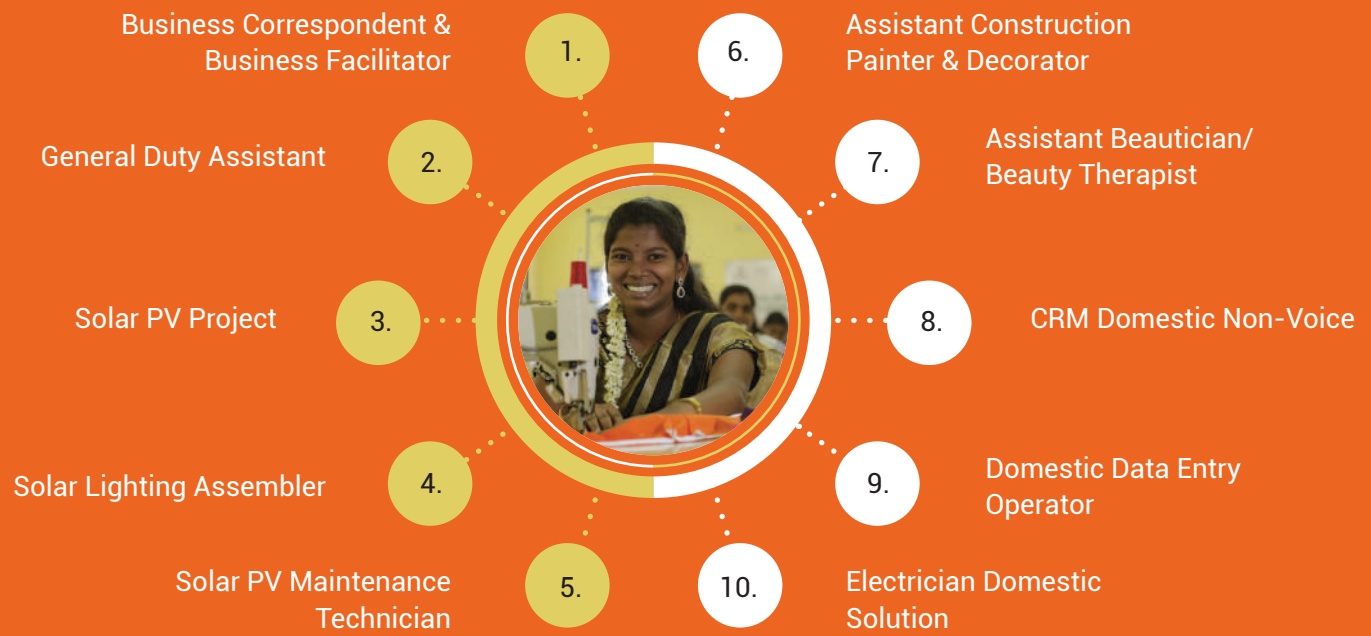 1.
Business Correspondent &
Business Facilitator
2.
General Duty Assistant
3.
Solar PV Project
4.
Solar Lighting Assembler
5.
Solar PV Maintenance
Technician
6.
Assistant Construction
Painter & Decorator
7.
Assistant Beautician/
Beauty Therapist
8.
CRM Domestic Non-Voice
9.
Domestic Data Entry
Operator
10.
Electrician Domestic
Solution